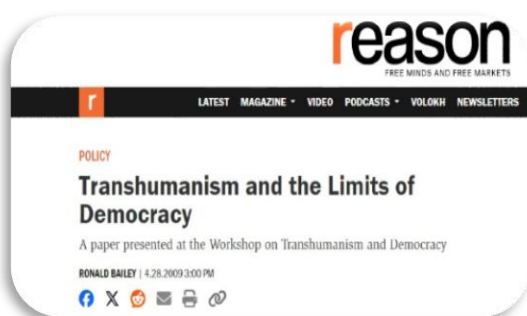 reason
FREE MINDS AND FREE MARKETS
r LATEST MAGAZINE VIDEO PODCASTS VOLOKH NEWSLETTERS
POLICY
Transhumanism and the Limits of
Democracy
A paper presented at the Workshop on Transhumanism and Democracy
RONALD BAILEY | 4.28.2009 3:00 PM